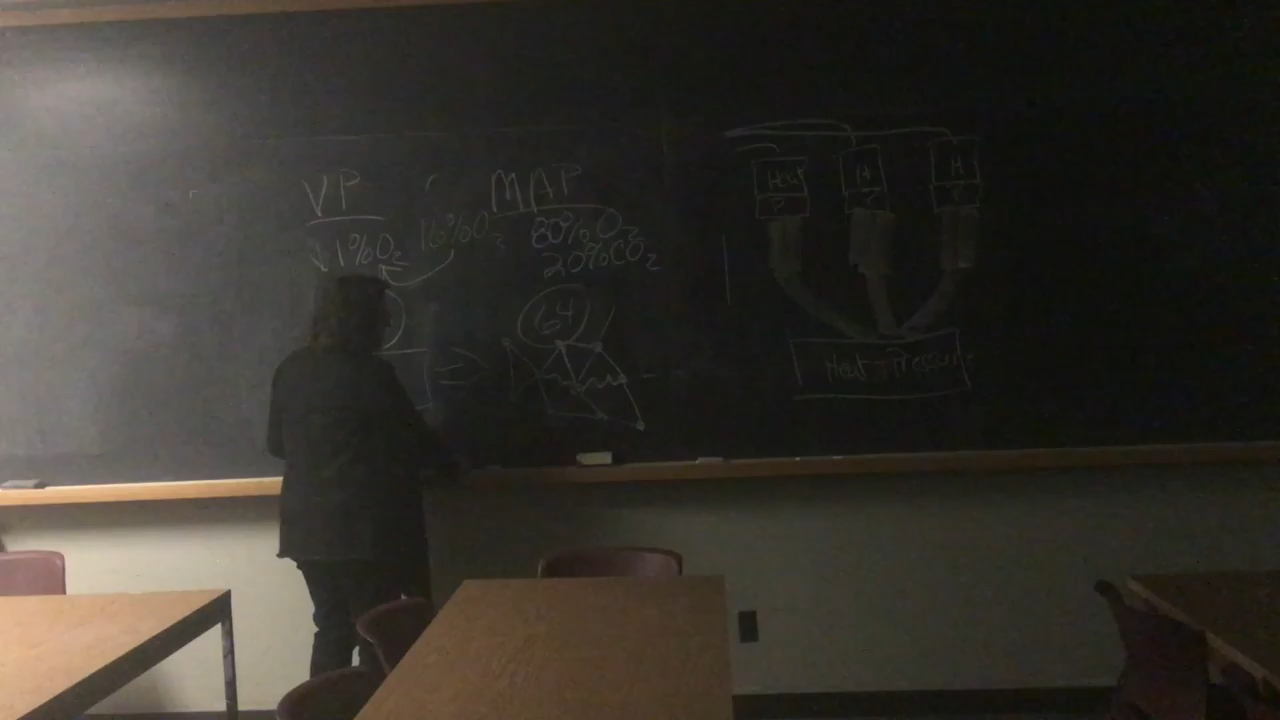 VP
MAP
↓1%O₂
16%O₂
80%O₂
20%CO₂
64
Heat
P
H
P
H
P
Heat + Pressure